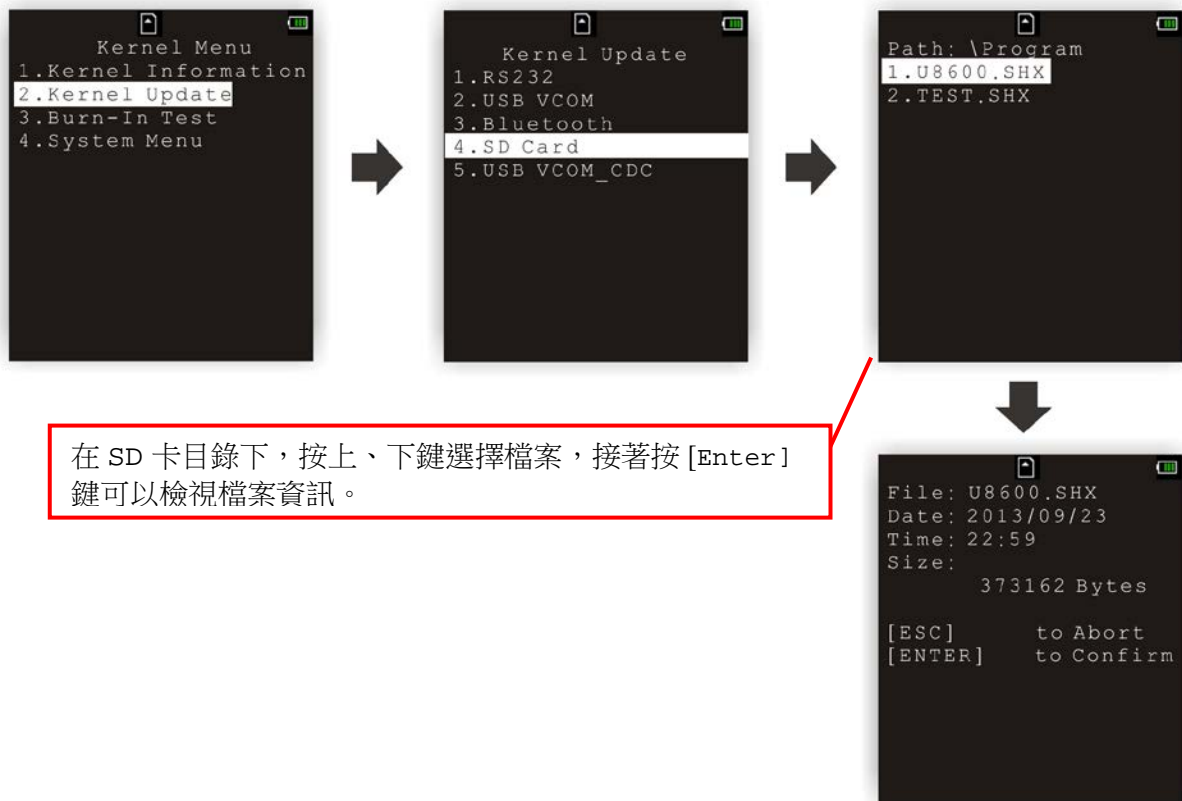 Kernel Menu
1.Kernel Information
2.Kernel Update
3.Burn-In Test
4.System Menu
Kernel Update
1.RS232
2.USB VCOM
3.Bluetooth
4.SD Card
5.USB VCOM_CDC
Path: \Program
1.U8600.SHX
2.TEST.SHX
在 SD 卡目錄下，按上、下鍵選擇檔案，接著按[Enter]
鍵可以檢視檔案資訊。
File: U8600.SHX
Date: 2013/09/23
Time: 22:59
Size:
373162 Bytes
[ESC] to Abort
[ENTER] to Confirm